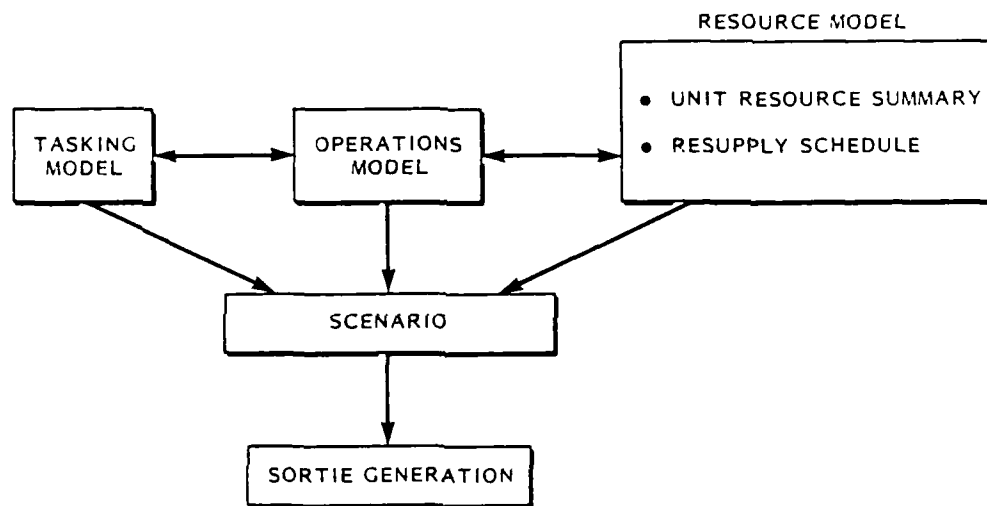 RESOURCE MODEL
• UNIT RESOURCE SUMMARY
• RESUPPLY SCHEDULE
TASKING
MODEL
OPERATIONS
MODEL
SCENARIO
SORTIE GENERATION